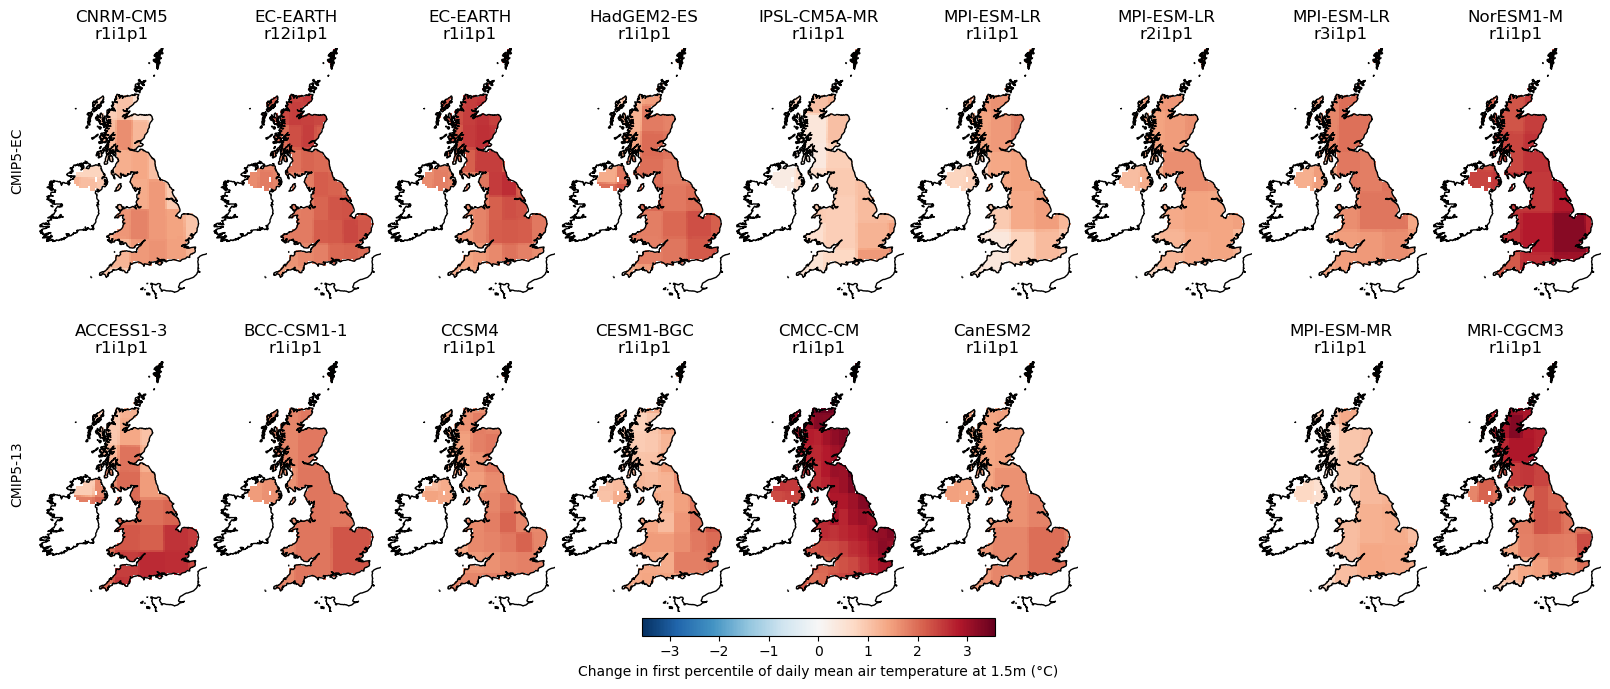 CNRM-CM5
r1i1p1
EC-EARTH
r12i1p1
EC-EARTH
r1i1p1
HadGEM2-ES
r1i1p1
IPSL-CM5A-MR
r1i1p1
MPI-ESM-LR
r1i1p1
MPI-ESM-LR
r2i1p1
MPI-ESM-LR
r3i1p1
NorESM1-M
r1i1p1
CMIP5-EC
ACCESS1-3
r1i1p1
BCC-CSM1-1
r1i1p1
CCSM4
r1i1p1
CESM1-BGC
r1i1p1
CMCC-CM
r1i1p1
CanESM2
r1i1p1
MPI-ESM-MR
r1i1p1
MRI-CGCM3
r1i1p1
CMIP5-13
−3 −2 −1 0 1 2 3
Change in first percentile of daily mean air temperature at 1.5m (°C)